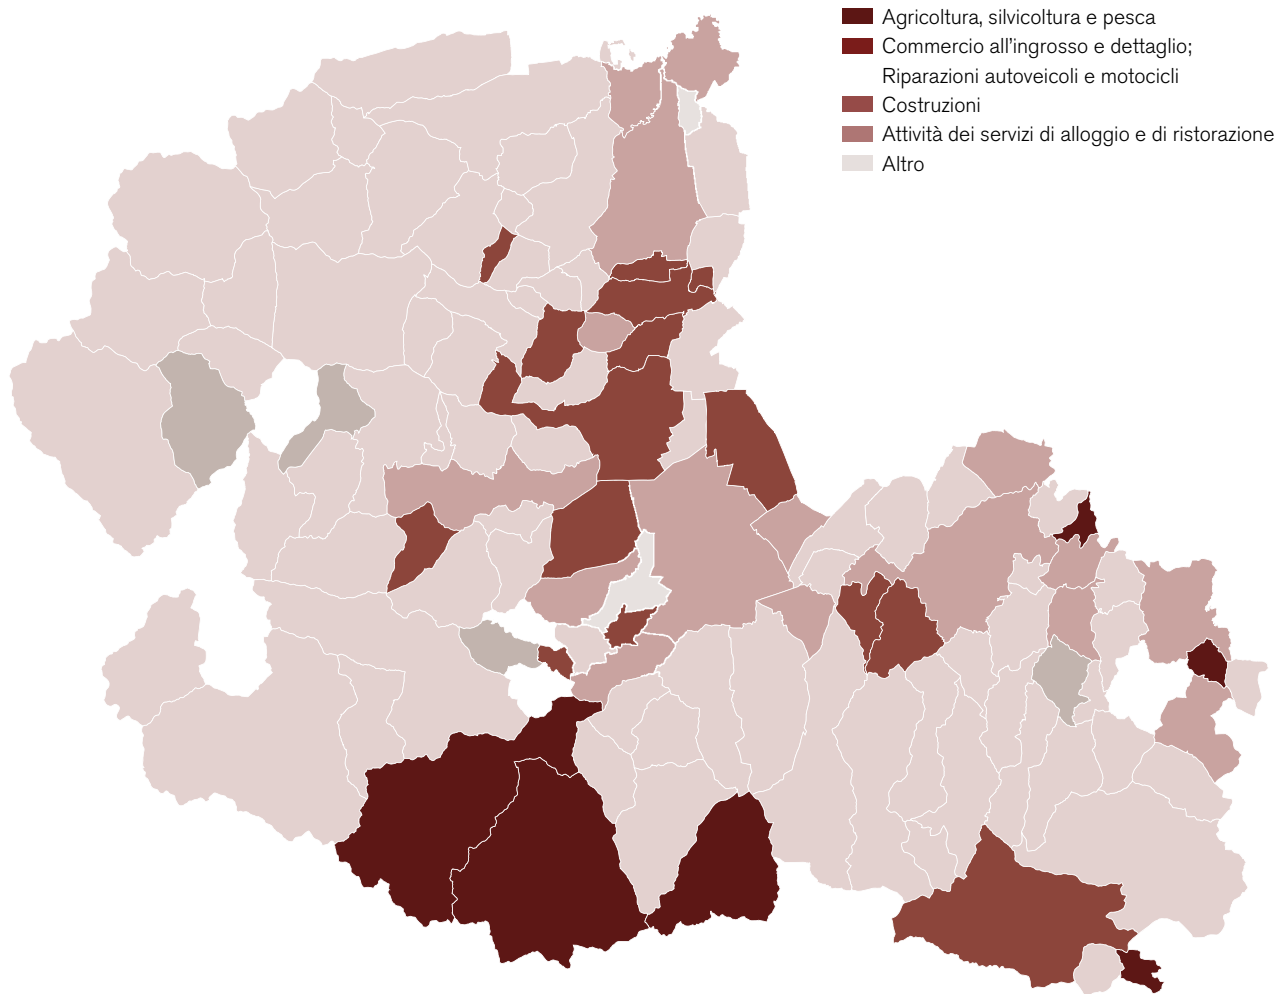 Agricoltura, silvicoltura e pesca
Commercio all'ingrosso e dettaglio;
Riparazioni autoveicoli e motocicli
Costruzioni
Attività dei servizi di alloggio e di ristorazione
Altro